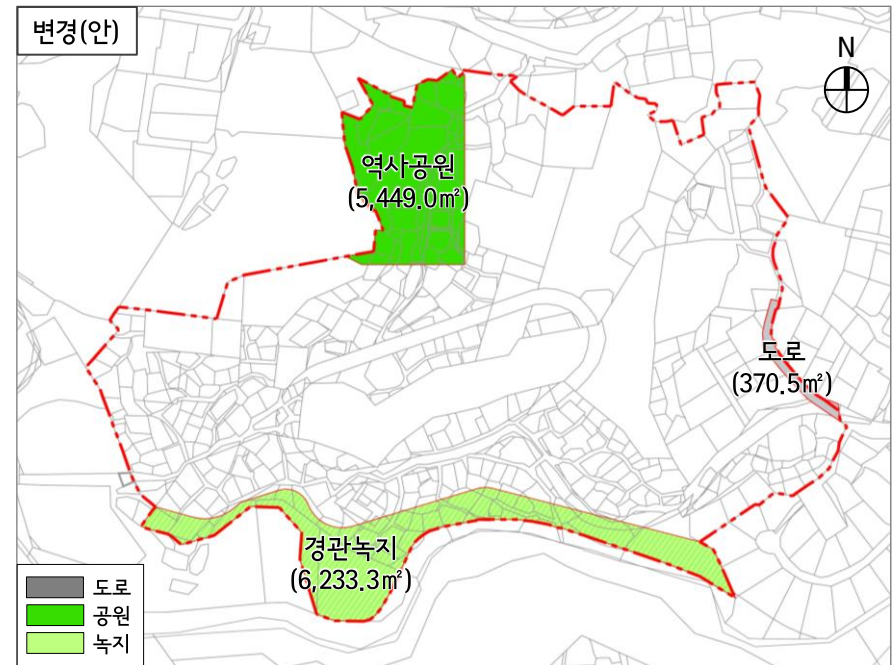 변경(안)
N
역사공원
(5,449.0㎡)
도로
(370.5㎡)
경관녹지
(6,233.3㎡)
도로
공원
녹지